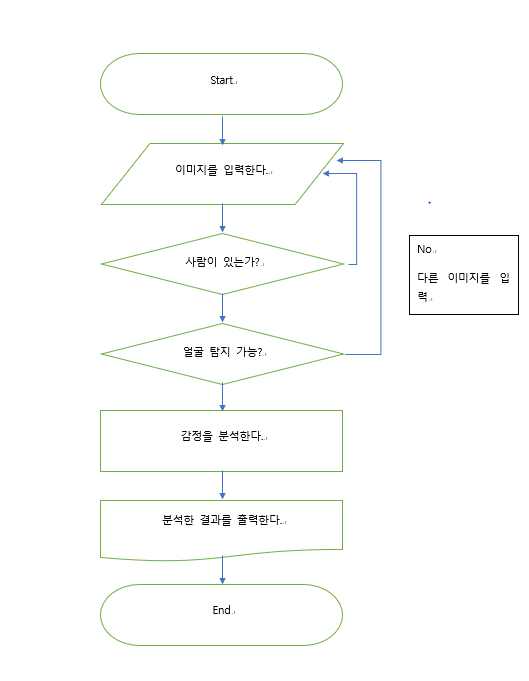 Start
이미지를 입력한다.
사람이 있는가?
No
다른 이미지를 입
력
얼굴 탐지 가능?
감정을 분석한다.
분석한 결과를 출력한다.
End